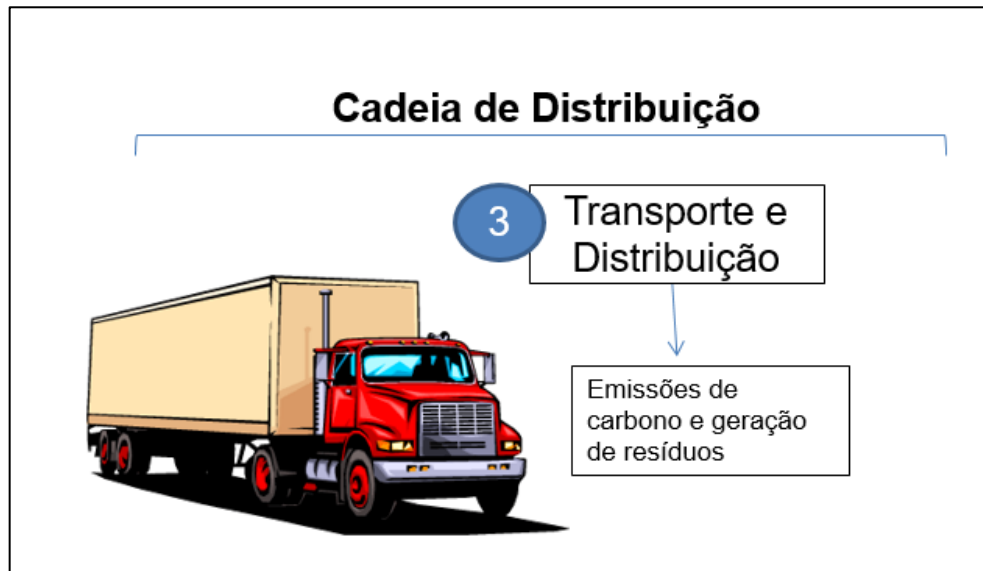 Cadeia de Distribuição
3
Transporte e
Distribuição
Emissões de
carbono e geração
de resíduos